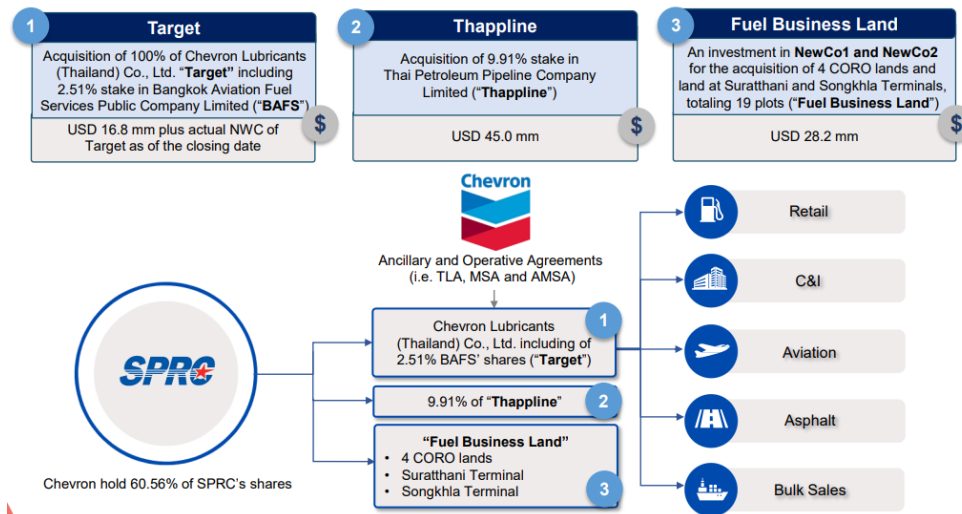 1
Target
Acquisition of 100% of Chevron Lubricants
(Thailand) Co., Ltd. “Target” including
2.51% stake in Bangkok Aviation Fuel
Services Public Company Limited (“BAFS”)
USD 16.8 mm plus actual NWC of
Target as of the closing date
$
2
Thappline
Acquisition of 9.91% stake in
Thai Petroleum Pipeline Company
Limited (“Thappline”)
USD 45.0 mm
$
3
Fuel Business Land
An investment in NewCo1 and NewCo2
for the acquisition of 4 CORO lands and
land at Suratthani and Songkhla Terminals,
totaling 19 plots (“Fuel Business Land”)
USD 28.2 mm
$
Chevron
Ancillary and Operative Agreements
(i.e. TLA, MSA and AMSA)
SPRC
Chevron hold 60.56% of SPRC’s shares
1
Chevron Lubricants
(Thailand) Co., Ltd. including of
2.51% BAFS’ shares (“Target”)
9.91% of “Thappline”
2
“Fuel Business Land”
• 4 CORO lands
• Suratthani Terminal
• Songkhla Terminal
3
Retail
C&I
Aviation
Asphalt
Bulk Sales